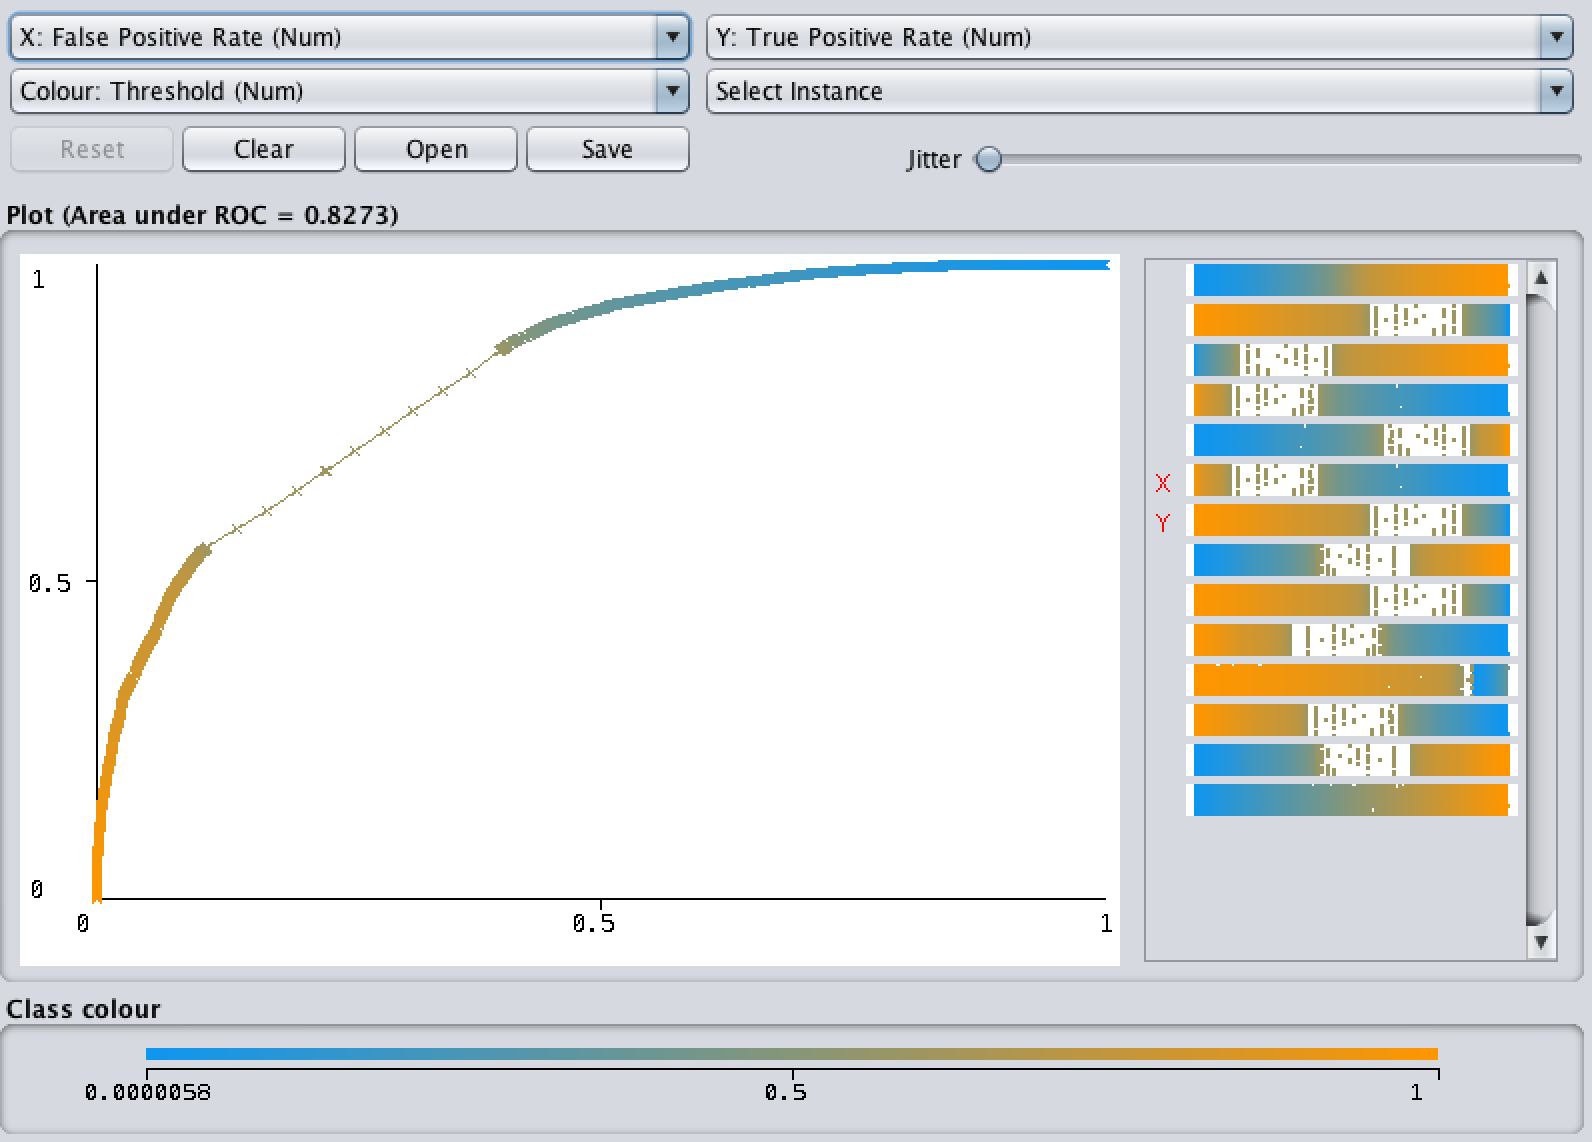 X: False Positive Rate (Num)
Y: True Positive Rate (Num)
Colour: Threshold (Num)
Select Instance
Reset
Clear
Open
Save
Jitter
Plot (Area under ROC = 0.8273)
1
0.5
0
0
0.5
1
X
Y
Class colour
0.0000058
0.5
1